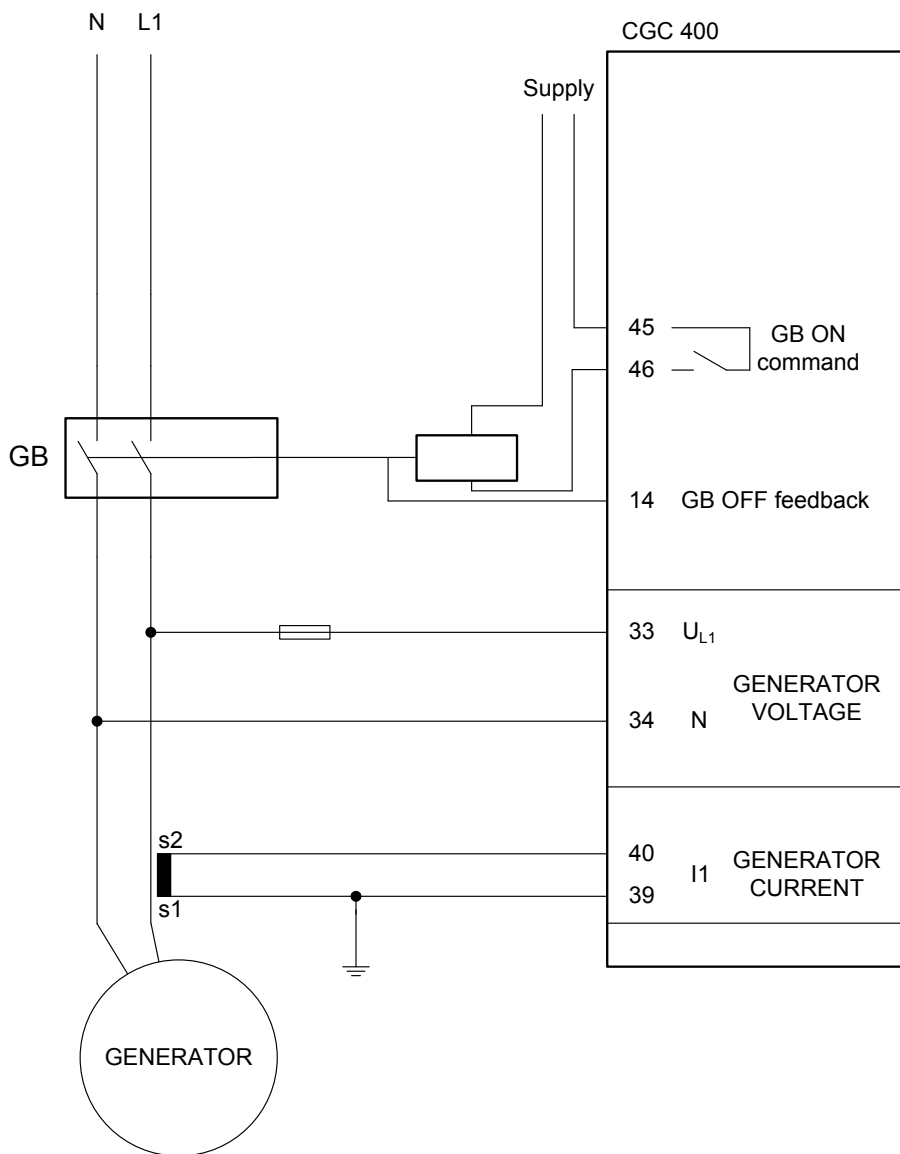 N L1
CGC 400
Supply
45
GB ON
command
46
GB
14 GB OFF feedback
33 UL1
GENERATOR
VOLTAGE
34 N
s2
40
I1 GENERATOR
CURRENT
39
s1
GENERATOR